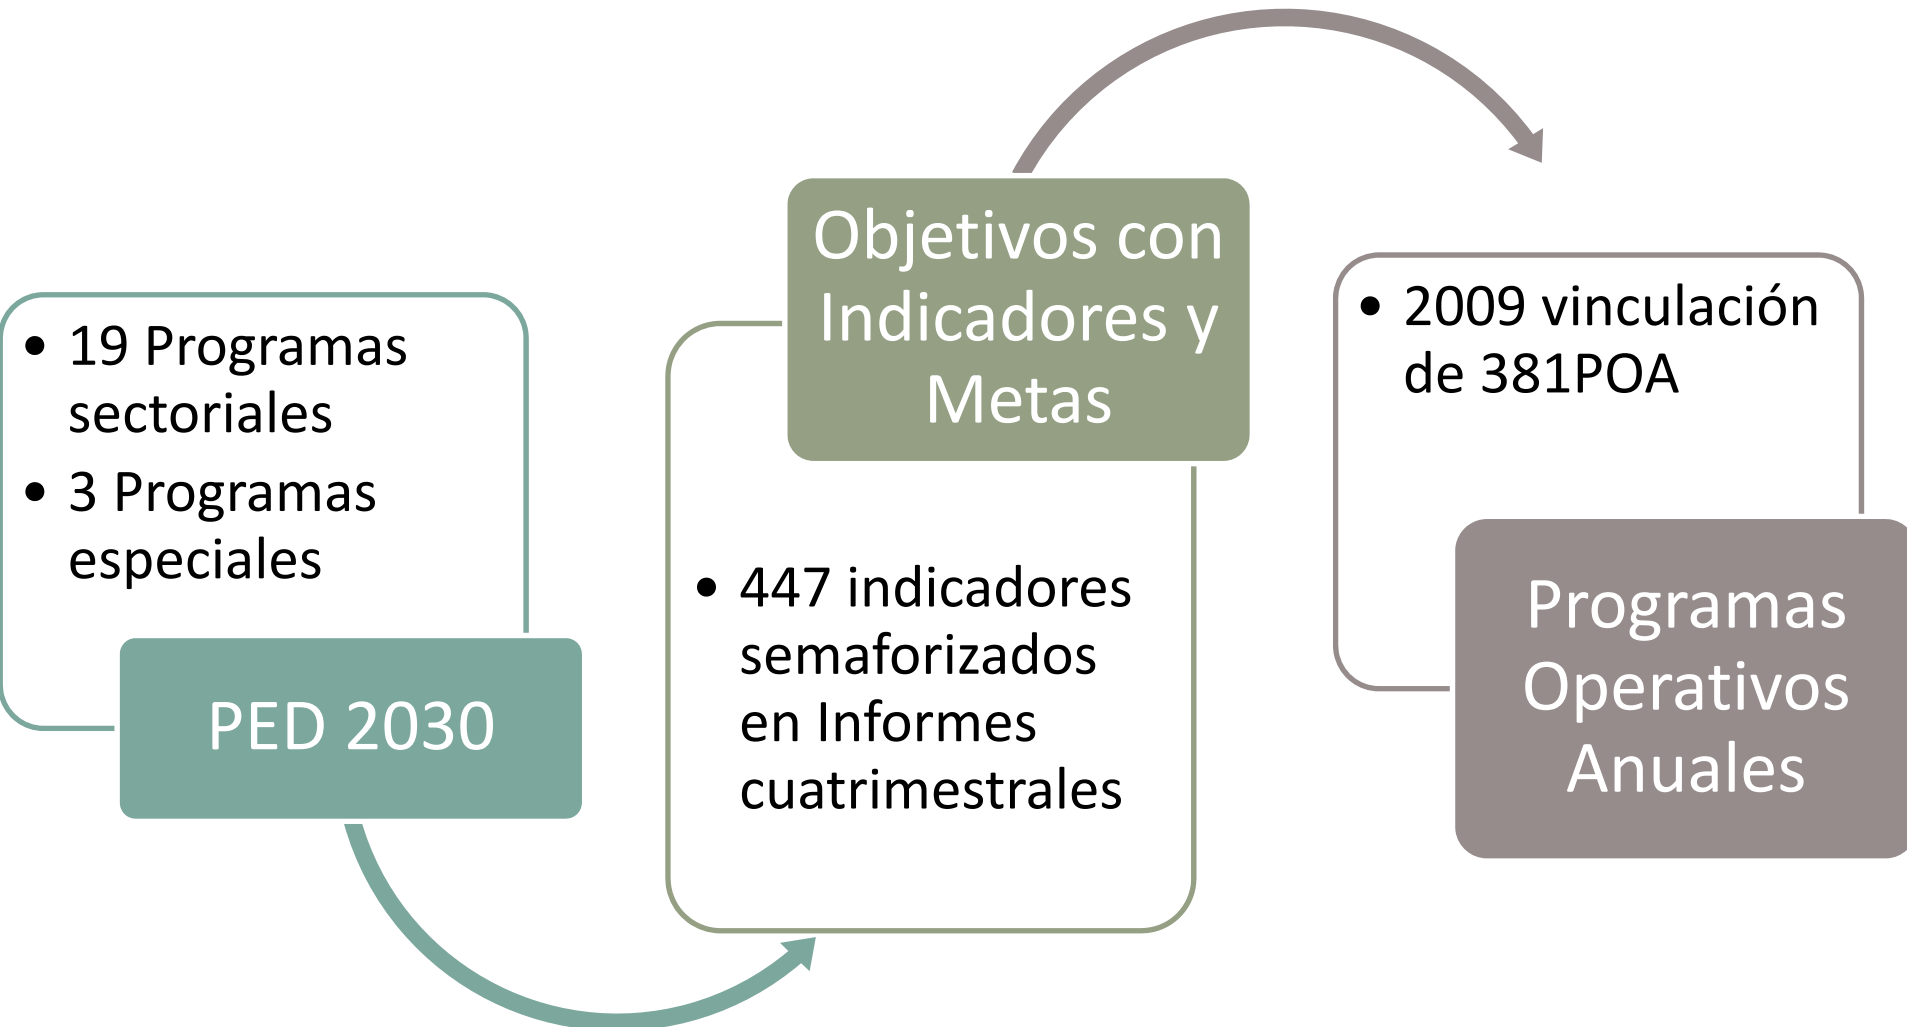 • 19 Programas
sectoriales
• 3 Programas
especiales
PED 2030
Objetivos con
Indicadores y
Metas
• 447 indicadores
semaforizados
en Informes
cuatrimestrales
• 2009 vinculación
de 381POA
Programas
Operativos
Anuales